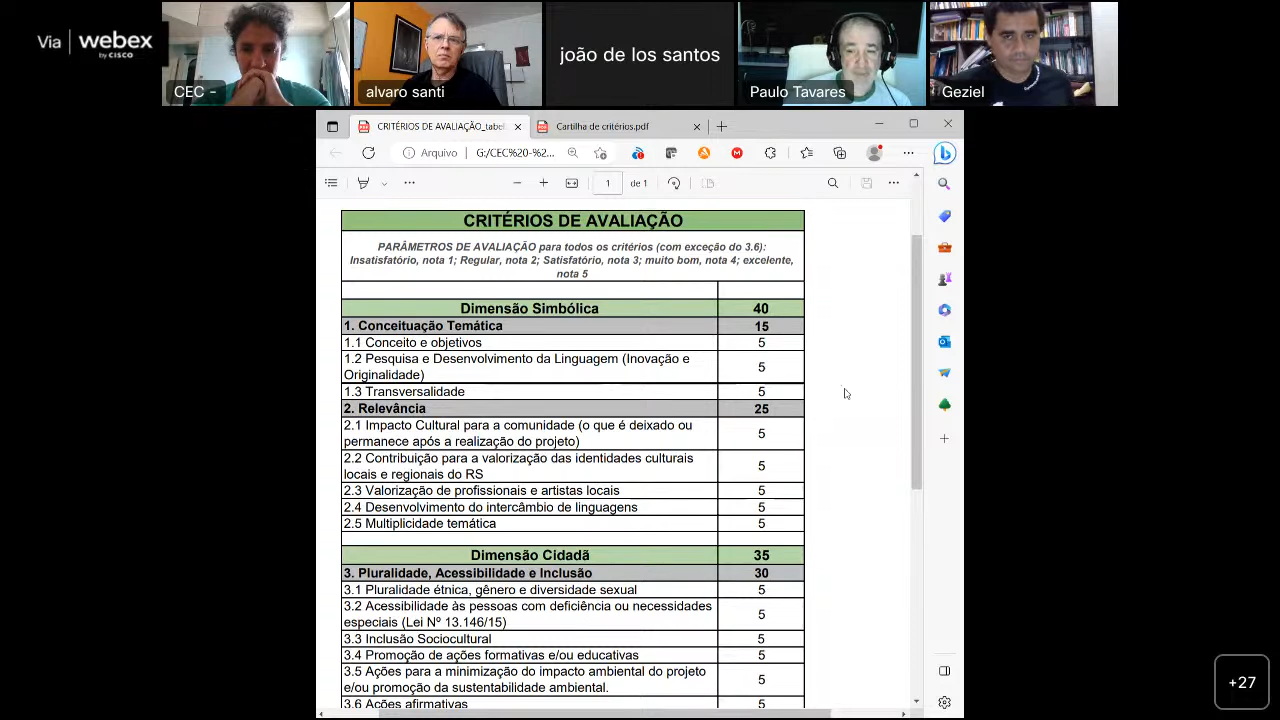 Via webex
by CISCO
CEC -
alvaro santi
joão de los santos
Paulo Tavares
Geziel
CRITÉRIOS DE AVALIAÇÃO_tabel
Cartilha de critérios.pdf
Arquivo G:/CEC%20-%2...
1 de 1
CRITÉRIOS DE AVALIAÇÃO
PARÂMETROS DE AVALIAÇÃO para todos os critérios (com exceção do 3.6):
Insatisfatório, nota 1; Regular, nota 2; Satisfatório, nota 3; muito bom, nota 4; excelente,
nota 5
Dimensão Simbólica 40
1. Conceituação Temática 15
1.1 Conceito e objetivos 5
1.2 Pesquisa e Desenvolvimento da Linguagem (Inovação e
Originalidade) 5
1.3 Transversalidade 5
2. Relevância 25
2.1 Impacto Cultural para a comunidade (o que é deixado ou
permanece após a realização do projeto) 5
2.2 Contribuição para a valorização das identidades culturais
locais e regionais do RS 5
2.3 Valorização de profissionais e artistas locais 5
2.4 Desenvolvimento do intercâmbio de linguagens 5
2.5 Multiplicidade temática 5
Dimensão Cidadã 35
3. Pluralidade, Acessibilidade e Inclusão 30
3.1 Pluralidade étnica, gênero e diversidade sexual 5
3.2 Acessibilidade às pessoas com deficiência ou necessidades
especiais (Lei Nº 13.146/15) 5
3.3 Inclusão Sociocultural 5
3.4 Promoção de ações formativas e/ou educativas 5
3.5 Ações para a minimização do impacto ambiental do projeto
e/ou promoção da sustentabilidade ambiental. 5
3.6 Ações afirmativas 5
+27